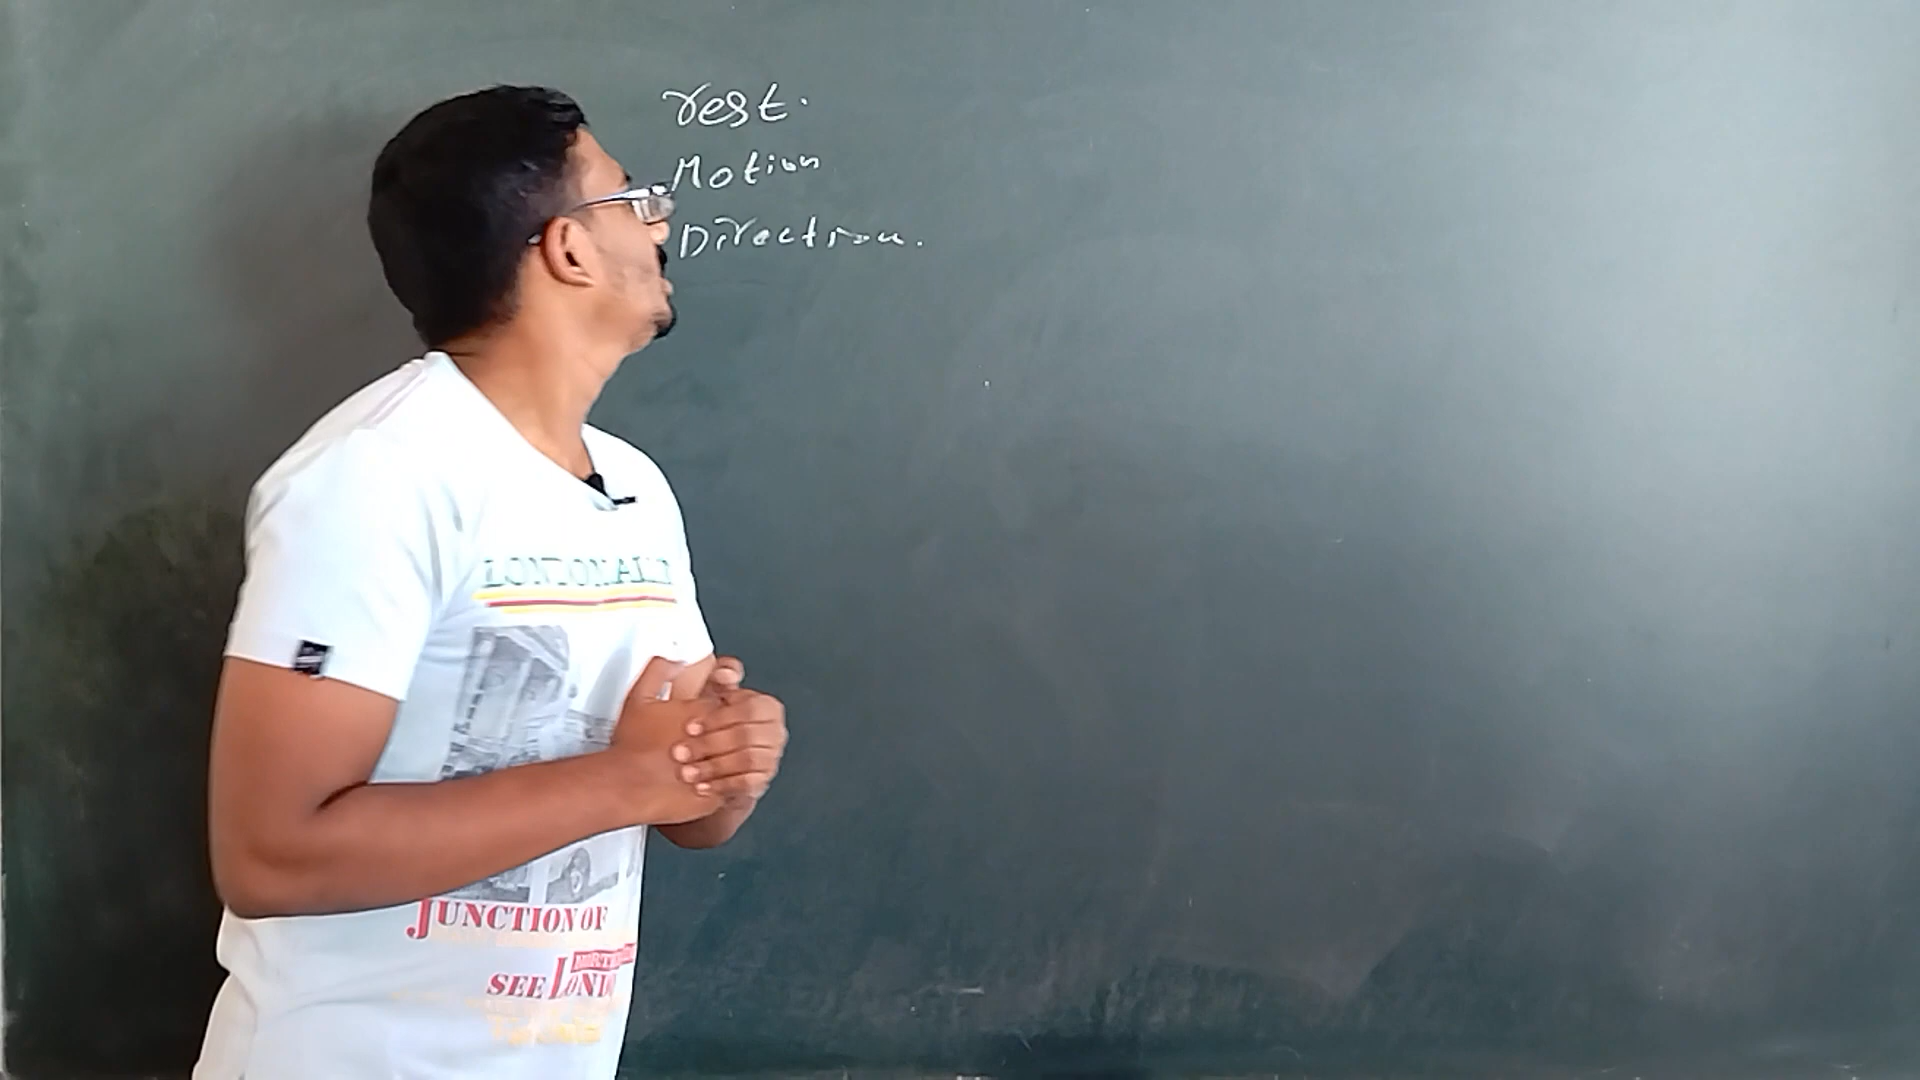 rest.
Motion
Direction.
JUNCTION OF
SEE